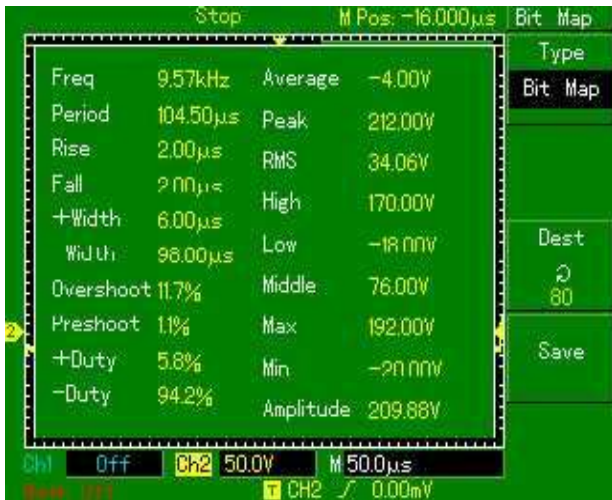 Stop M Pos: -16.000µs Bit Map
Type
Bit Map
Freq 9.57kHz Average -4.00V
Period 104.50µs Peak 212.00V
Rise 2.00µs RMS 34.06V
Fall 2.00µs High 170.00V
+Width 6.00µs Low -18.00V
Width 98.00µs Middle 76.00V
Overshoot 11.7% Max 192.00V
Preshoot 1.1% Min -20.00V
+Duty 5.8% Amplitude 209.88V
-Duty 94.2%
Dest
80
Save
2
Ch1 Off Ch2 50.0V M 50.0µs
T CH2 / 0.00mV